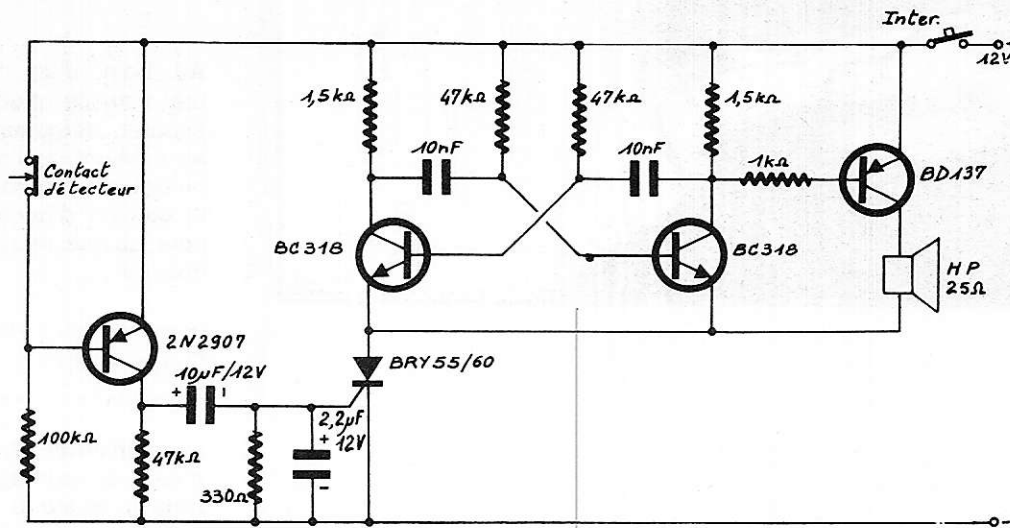 Inter.
+
12V
1,5kΩ
47kΩ
47kΩ
1,5kΩ
10nF
10nF
1kΩ
BD137
Contact
détecteur
BC318
BC318
HP
25Ω
2N2907
BRY55/60
10µF/12V
+
2,2µF
+
12V
100kΩ
47kΩ
330Ω
-
-